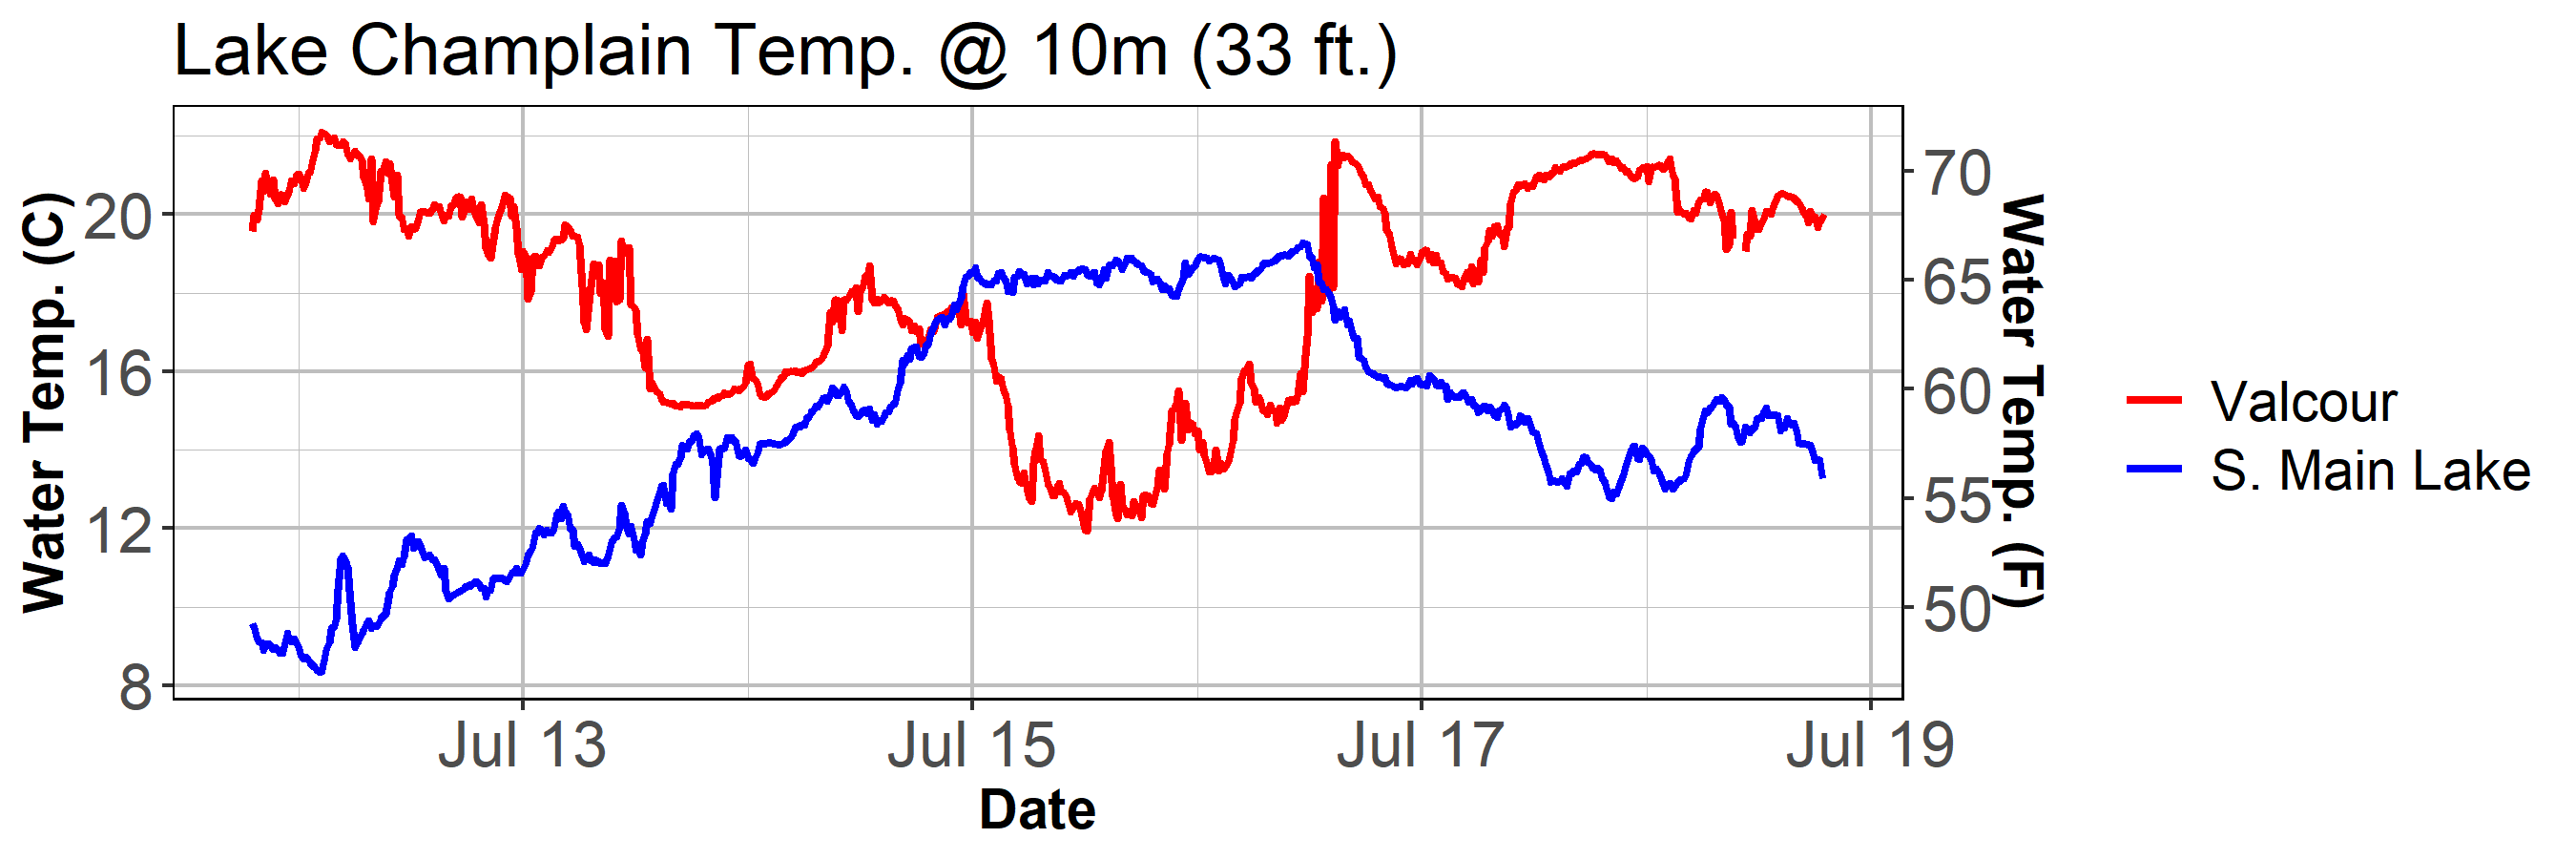 Lake Champlain Temp. @ 10m (33 ft.)
Water Temp. (C)
20
16
12
8
70
65
60
55
50
Water Temp. (F)
Jul 13
Jul 15
Jul 17
Jul 19
Date
Valcour
S. Main Lake